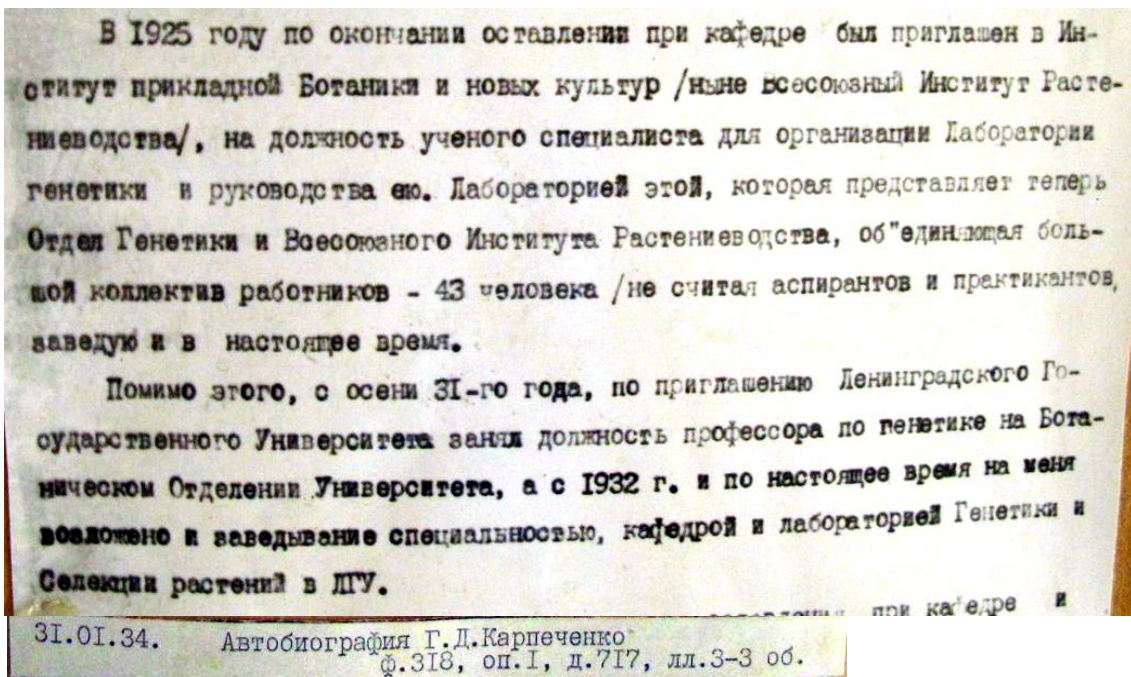 В 1925 году по окончании оставлении при кафедре был приглашен в Ин-
ститут прикладной Ботаники и новых культур /ныне Всесоюзный Институт Расте-
ниеводства/, на должность ученого специалиста для организации Лаборатории
генетики и руководства ею. Лабораторией этой, которая представляет теперь
Отдел Генетики и Всесоюзного Института Растениеводства, об"единяющая боль-
шой коллектив работников - 43 человека /не считая аспирантов и практикантов,
заведую и в настоящее время.
Помимо этого, с осени 31-го года, по приглашению Ленинградского Го-
сударственного Университета занял должность профессора по генетике на Бота-
ническом Отделении Университета, а с 1932 г. и по настоящее время на меня
возложено и заведывание специальностью, кафедрой и лабораторией Генетики и
Селекции растений в ЛГУ.
при кафедре и
31.01.34. Автобиография Г.Д.Карпеченко
ф.318, оп.1, д.717, лл.3-3 об.